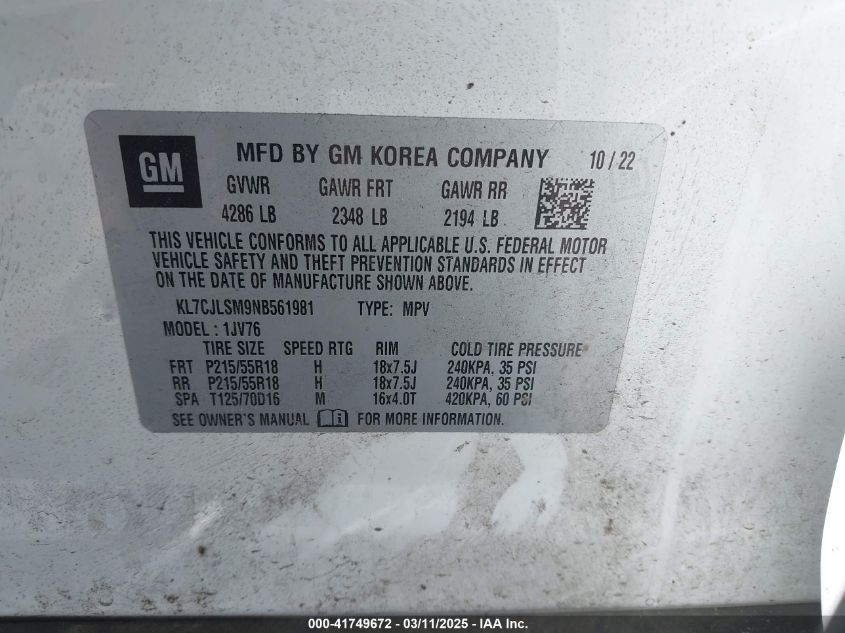 GM
MFD BY GM KOREA COMPANY 10/22
GVWR GAWR FRT GAWR RR
4286 LB 2348 LB 2194 LB
THIS VEHICLE CONFORMS TO ALL APPLICABLE U.S. FEDERAL MOTOR
VEHICLE SAFETY AND THEFT PREVENTION STANDARDS IN EFFECT
ON THE DATE OF MANUFACTURE SHOWN ABOVE.
KL7CJLSM9NB561981 TYPE: MPV
MODEL : 1JV76
TIRE SIZE SPEED RTG RIM COLD TIRE PRESSURE
FRT P215/55R18 H 18x7.5J 240KPA, 35 PSI
RR P215/55R18 H 18x7.5J 240KPA, 35 PSI
SPA T125/70D16 M 16x4.0T 420KPA, 60 PSI
SEE OWNER'S MANUAL i FOR MORE INFORMATION.
000-41749672 - 03/11/2025 - IAA Inc.